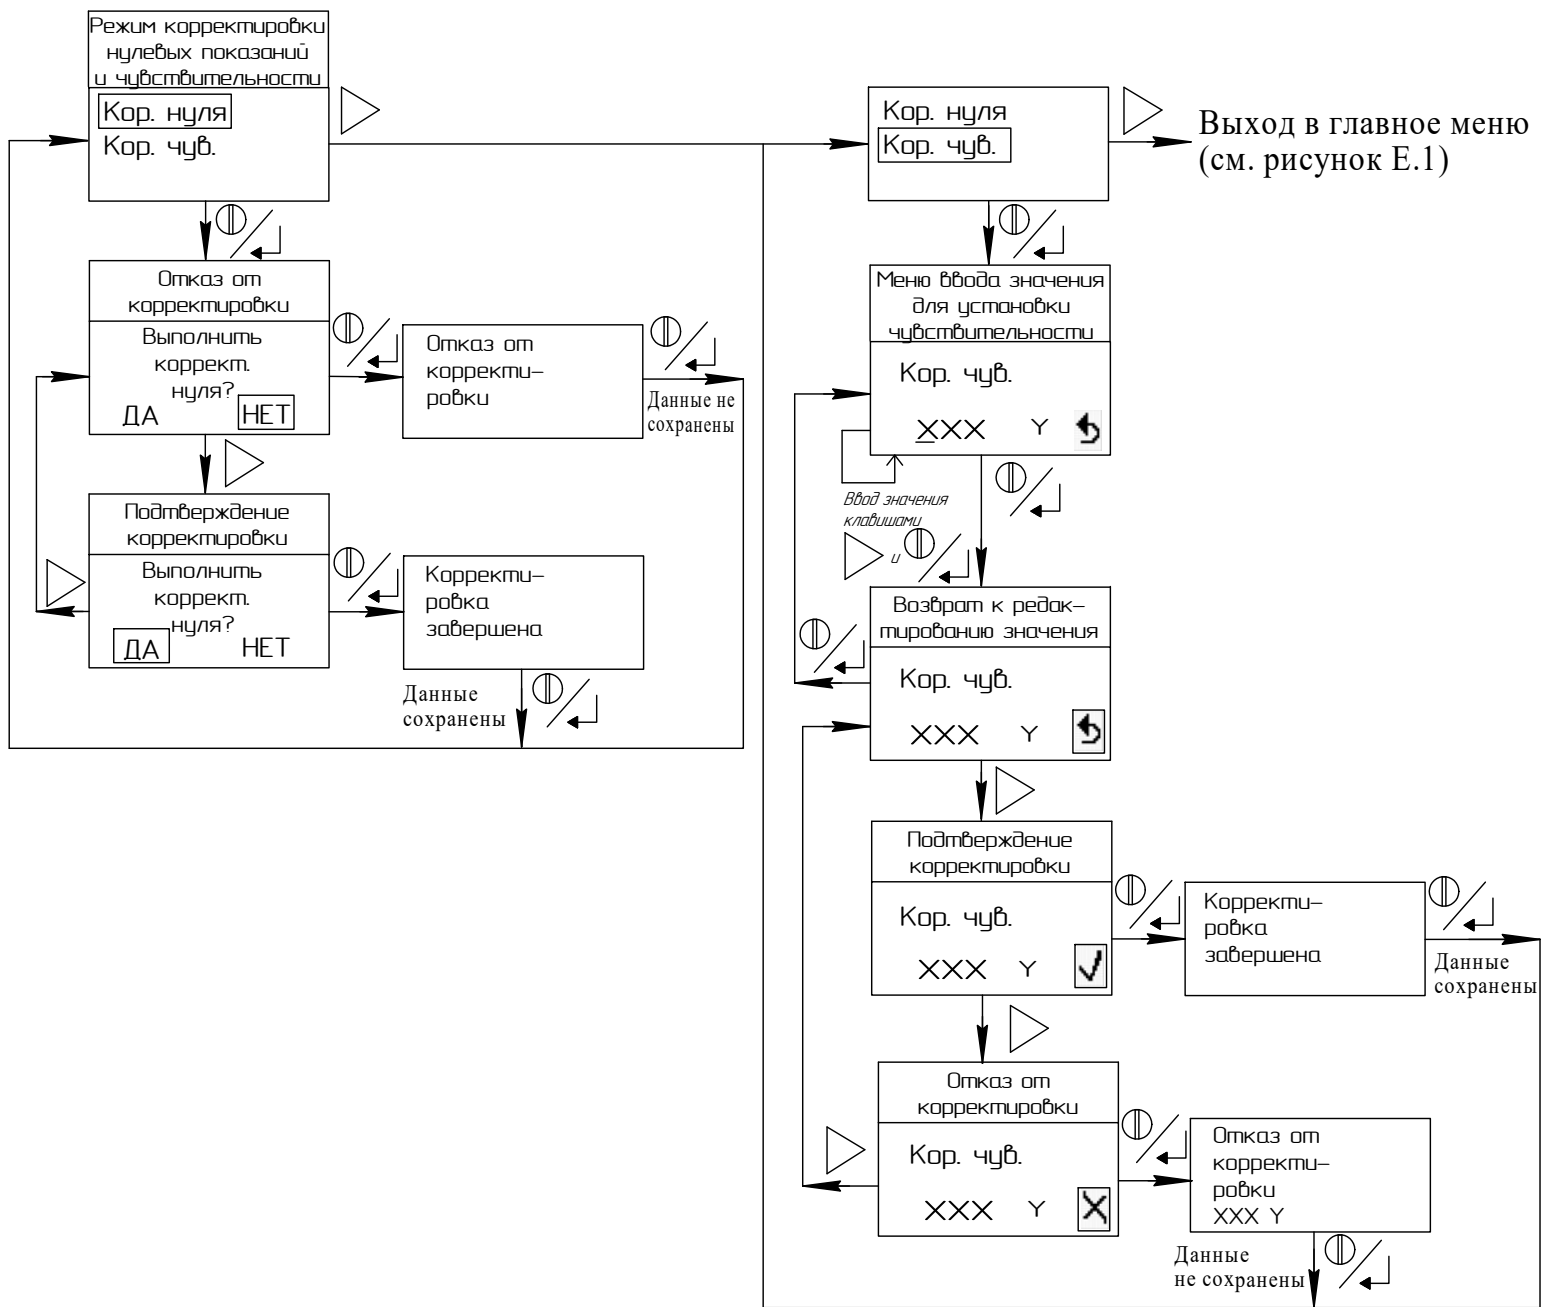 Режим корректировки
нулевых показаний
и чувствительности
Кор. нуля
Кор. чув.
Отказ от
корректировки
Выполнить
коррект.
нуля?
ДА НЕТ
Отказ от
корректи–
ровки
Данные не
сохранены
Подтверждение
корректировки
Выполнить
коррект.
нуля?
ДА НЕТ
Корректи–
ровка
завершена
Данные
сохранены
Кор. нуля
Кор. чув.
Выход в главное меню
(см. рисунок Е.1)
Меню ввода значения
для установки
чувствительности
Кор. чув.
XXX Y
Ввод значения
клавишами
и
Возврат к редак–
тированию значения
Кор. чув.
XXX Y
Подтверждение
корректировки
Кор. чув.
XXX Y
Корректи–
ровка
завершена
Данные
сохранены
Отказ от
корректировки
Кор. чув.
XXX Y
Отказ от
корректи–
ровки
XXX Y
Данные
не сохранены